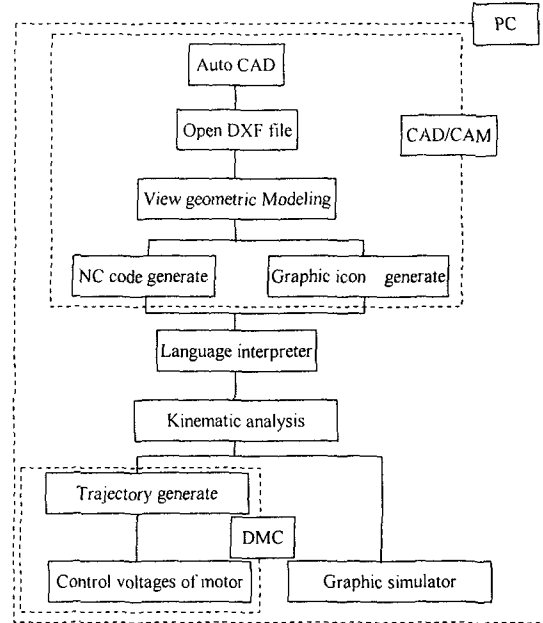 PC
Auto CAD
Open DXF file
CAD/CAM
View geometric Modeling
NC code generate
Graphic icon generate
Language interpreter
Kinematic analysis
Trajectory generate
DMC
Control voltages of motor
Graphic simulator